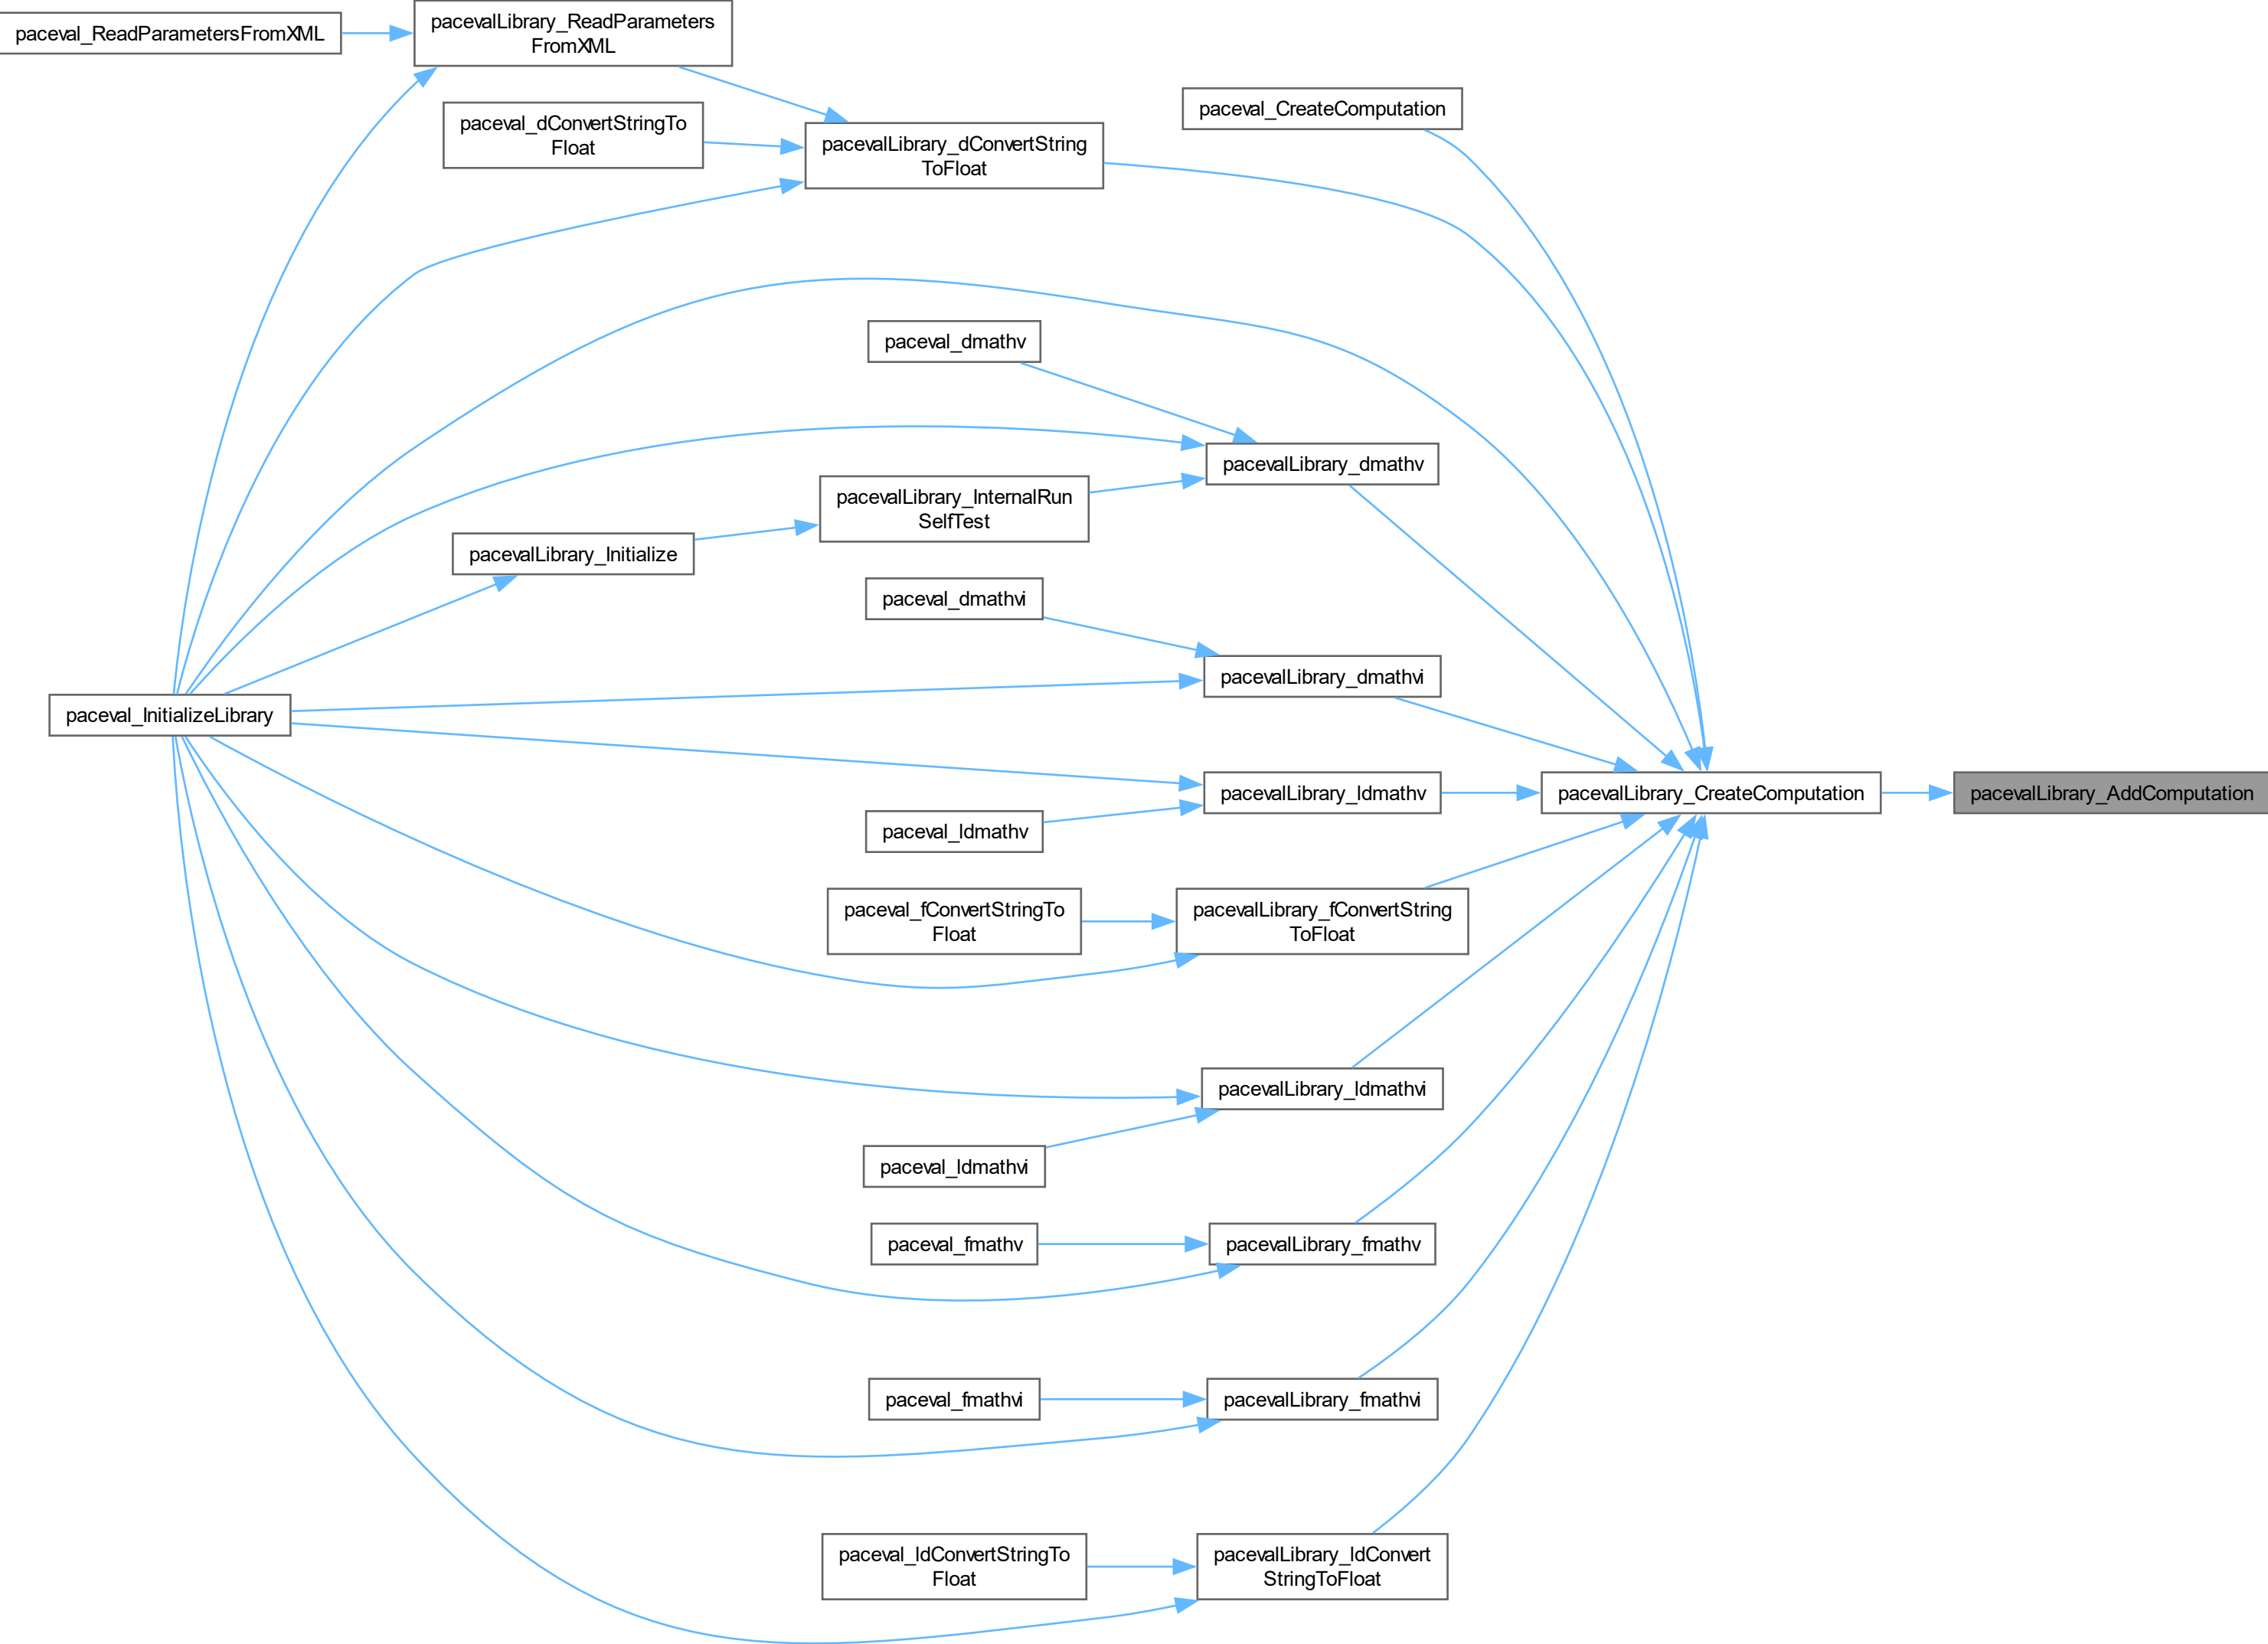 paceval_ReadParametersFromXML
pacevalLibrary_ReadParameters
FromXML
paceval_CreateComputation
paceval_dConvertStringTo
Float
pacevalLibrary_dConvertString
ToFloat
paceval_dmathv
pacevalLibrary_dmathv
pacevalLibrary_InternalRun
SelfTest
pacevalLibrary_Initialize
paceval_dmathvi
pacevalLibrary_dmathvi
paceval_InitializeLibrary
pacevalLibrary_ldmathv
pacevalLibrary_CreateComputation
pacevalLibrary_AddComputation
paceval_ldmathv
paceval_fConvertStringTo
Float
pacevalLibrary_fConvertString
ToFloat
pacevalLibrary_ldmathvi
paceval_ldmathvi
paceval_fmathv
pacevalLibrary_fmathv
paceval_fmathvi
pacevalLibrary_fmathvi
paceval_ldConvertStringTo
Float
pacevalLibrary_ldConvert
StringToFloat